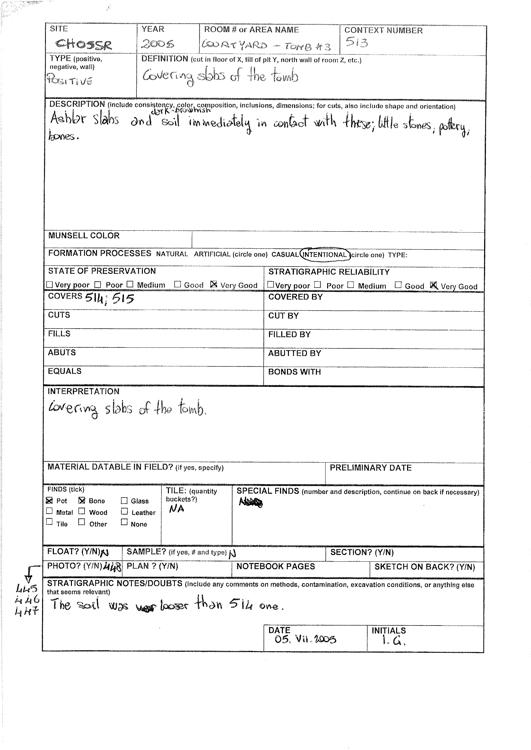 SITE YEAR ROOM # or AREA NAME CONTEXT NUMBER
CHOSSR 2005 COURTYARD - TOMB #3 513
TYPE (positive, negative, wall) DEFINITION (cut in floor of X, fill of pit Y, north wall of room Z, etc.)
POSITIVE Covering slabs of the tomb
DESCRIPTION (include consistency, color, composition, inclusions, dimensions; for cuts, also include shape and orientation)
dark-brownish
Ashlar slabs and soil immediately in contact with these; little stones, pottery,
bones.
MUNSELL COLOR
FORMATION PROCESSES NATURAL ARTIFICIAL (circle one) CASUAL INTENTIONAL (circle one) TYPE:
STATE OF PRESERVATION STRATIGRAPHIC RELIABILITY
☐ Very poor ☐ Poor ☐ Medium ☐ Good ☒ Very Good ☐ Very poor ☐ Poor ☐ Medium ☐ Good ☒ Very Good
COVERS 514; 515 COVERED BY
CUTS CUT BY
FILLS FILLED BY
ABUTS ABUTTED BY
EQUALS BONDS WITH
INTERPRETATION
Covering slabs of the tomb.
MATERIAL DATABLE IN FIELD? (if yes, specify) PRELIMINARY DATE
FINDS (tick) TILE: (quantity buckets?) SPECIAL FINDS (number and description, continue on back if necessary)
☒ Pot ☒ Bone ☐ Glass NA
☐ Metal ☐ Wood ☐ Leather
☐ Tile ☐ Other ☐ None
FLOAT? (Y/N) N SAMPLE? (if yes, # and type) N SECTION? (Y/N)
PHOTO? (Y/N) 448 PLAN ? (Y/N) NOTEBOOK PAGES SKETCH ON BACK? (Y/N)
445
446
447
STRATIGRAPHIC NOTES/DOUBTS (include any comments on methods, contamination, excavation conditions, or anything else
that seems relevant)
The soil was looser than 514 one.
DATE INITIALS
05. VII. 2005 I. G.